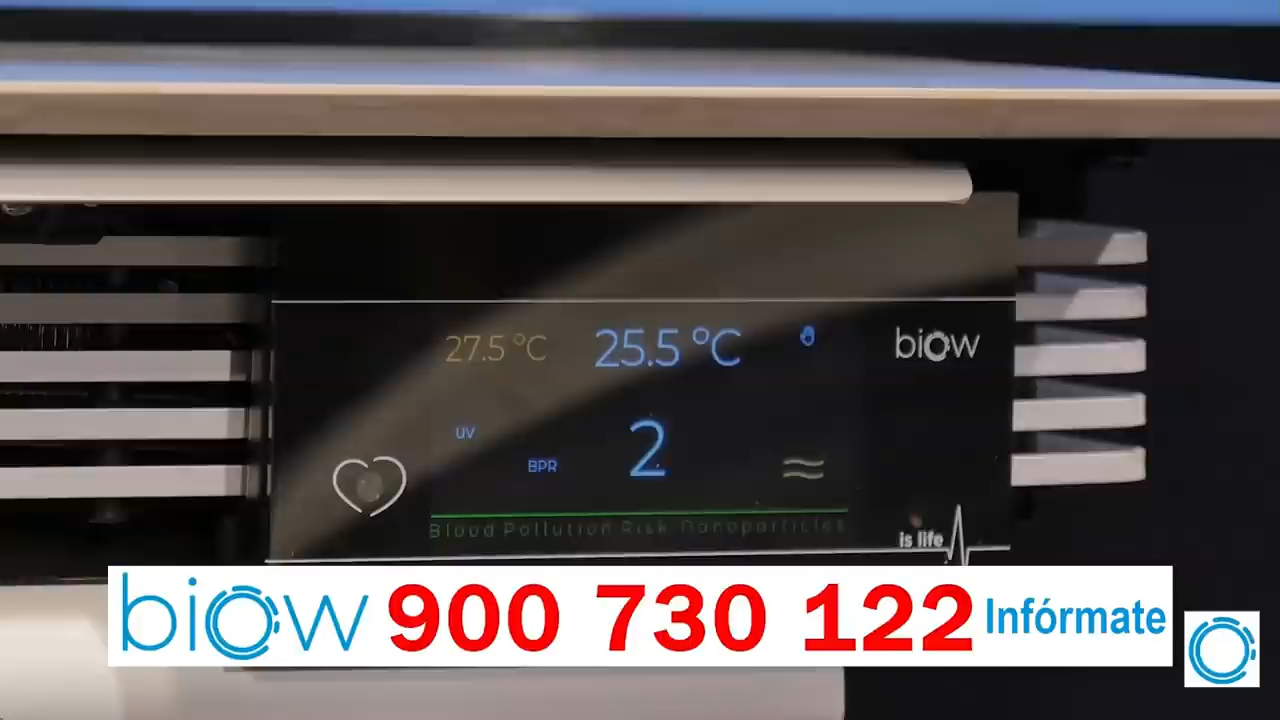 27.5 °C 25.5 °C
biow
UV
BPR
2
Blood Pollution Risk Nanoparticles
is life
biow 900 730 122 Infórmate